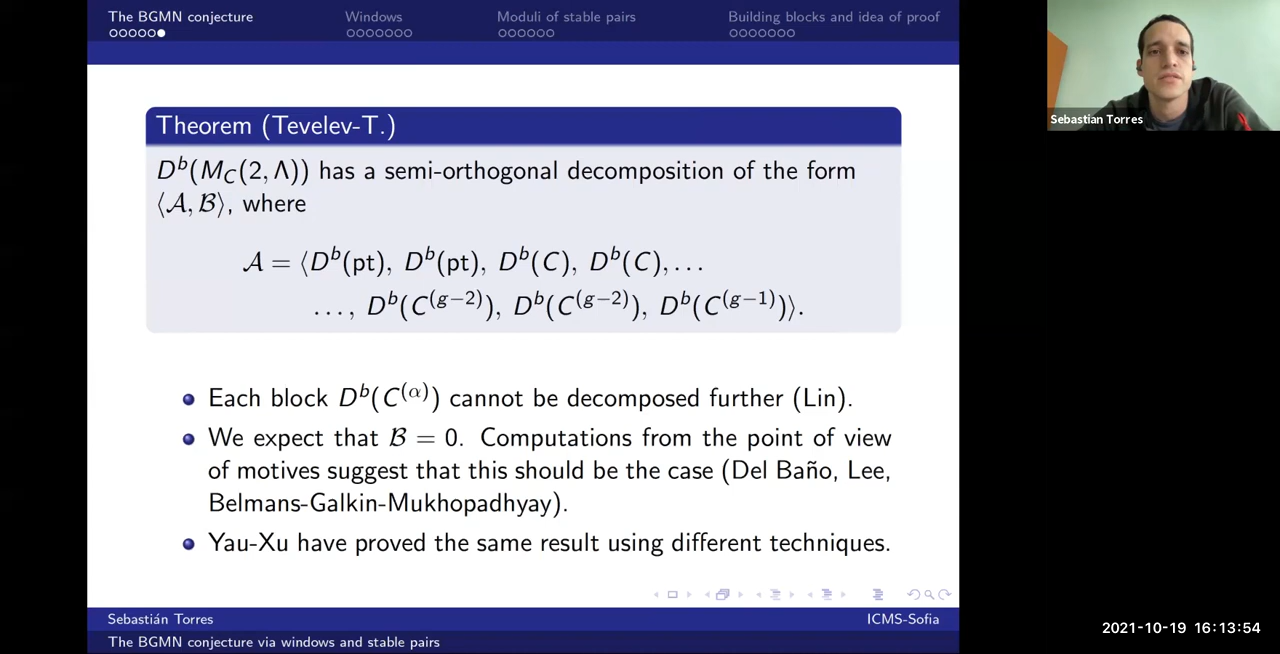 The BGMN conjecture
Windows
Moduli of stable pairs
Building blocks and idea of proof
Sebastian Torres
Theorem (Tevelev-T.)
D^b(M_C(2, Λ)) has a semi-orthogonal decomposition of the form
⟨𝒜, ℬ⟩, where
𝒜 = ⟨D^b(pt), D^b(pt), D^b(C), D^b(C), . . .
. . . , D^b(C^(g−2)), D^b(C^(g−2)), D^b(C^(g−1))⟩.
Each block D^b(C^(α)) cannot be decomposed further (Lin).
We expect that ℬ = 0. Computations from the point of view
of motives suggest that this should be the case (Del Baño, Lee,
Belmans-Galkin-Mukhopadhyay).
Yau-Xu have proved the same result using different techniques.
Sebastián Torres
ICMS-Sofia
The BGMN conjecture via windows and stable pairs
2021-10-19 16:13:54